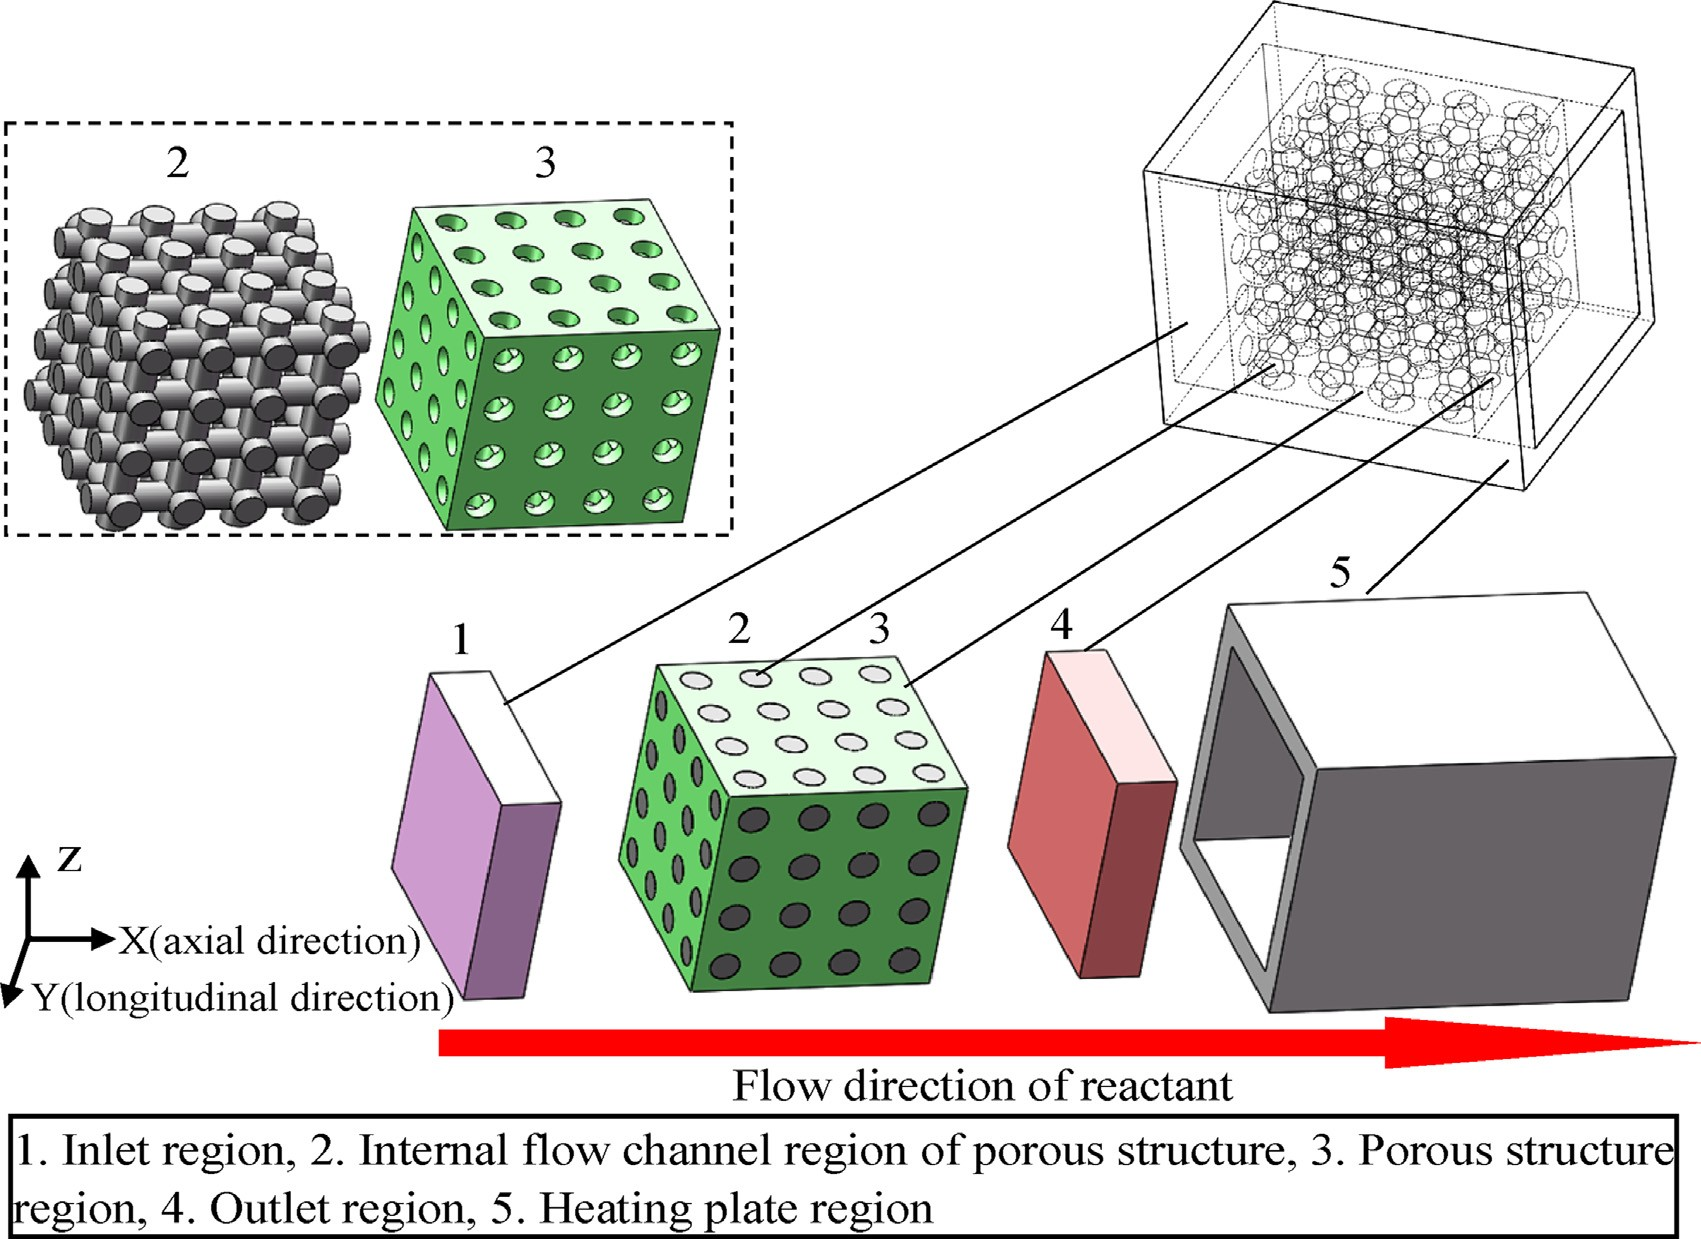 2
3
5
1
2
3
4
Z
X(axial direction)
Y(longitudinal direction)
Flow direction of reactant
1. Inlet region, 2. Internal flow channel region of porous structure, 3. Porous structure
region, 4. Outlet region, 5. Heating plate region